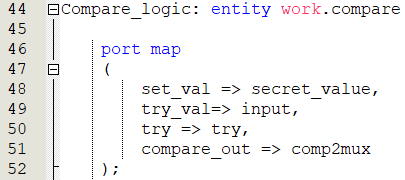 44 Compare_logic: entity work.compare
45
46 port map
47 (
48 set_val => secret_value,
49 try_val=> input,
50 try => try,
51 compare_out => comp2mux
52 );